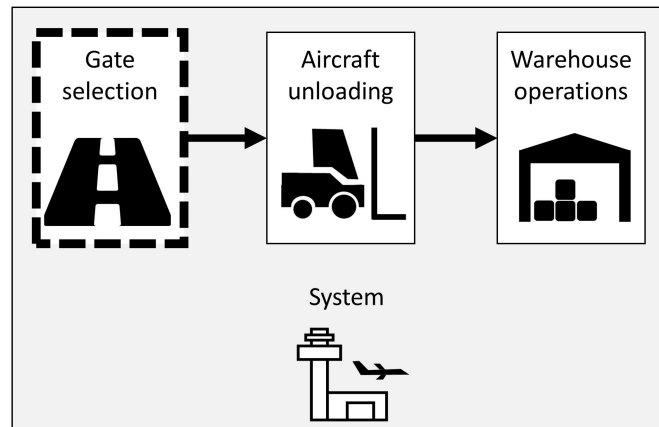 Gate
selection
Aircraft
unloading
Warehouse
operations
System